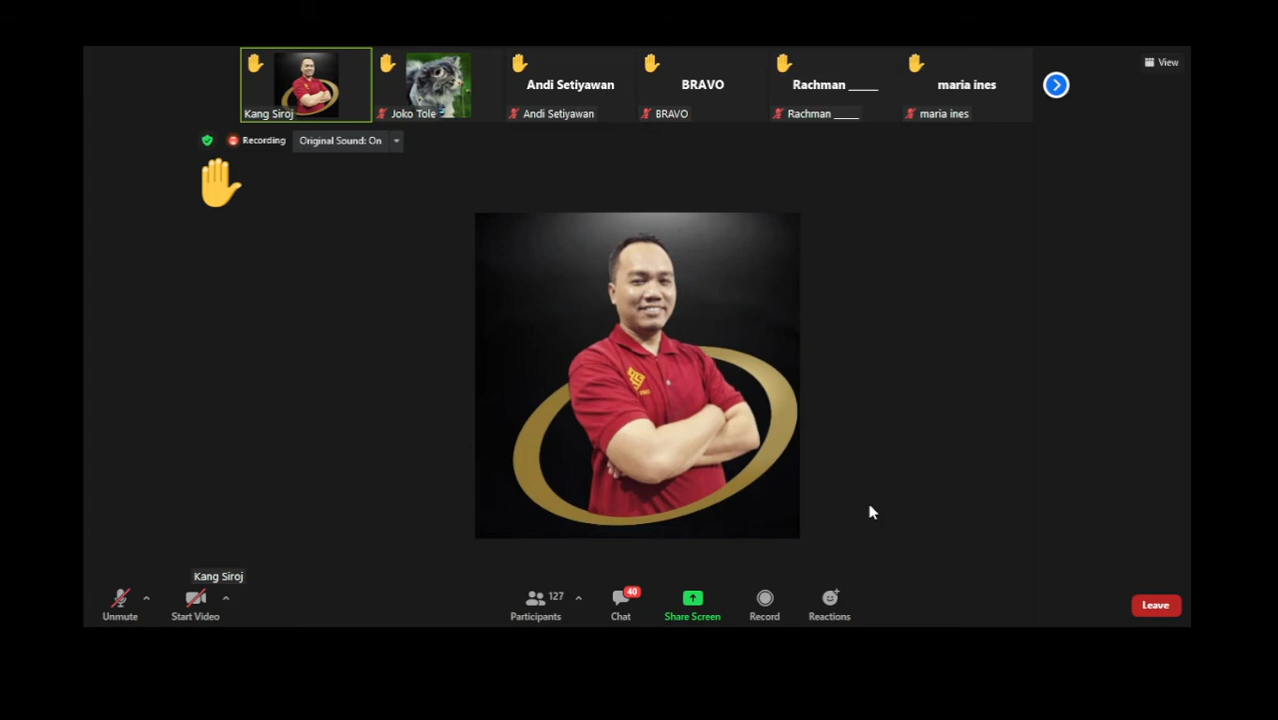 Andi Setiyawan
BRAVO
Rachman _____
maria ines
View
Kang Siroj
Joko Tole
Andi Setiyawan
BRAVO
Rachman _____
maria ines
Recording
Original Sound: On
Kang Siroj
127
40
Unmute
Start Video
Participants
Chat
Share Screen
Record
Reactions
Leave